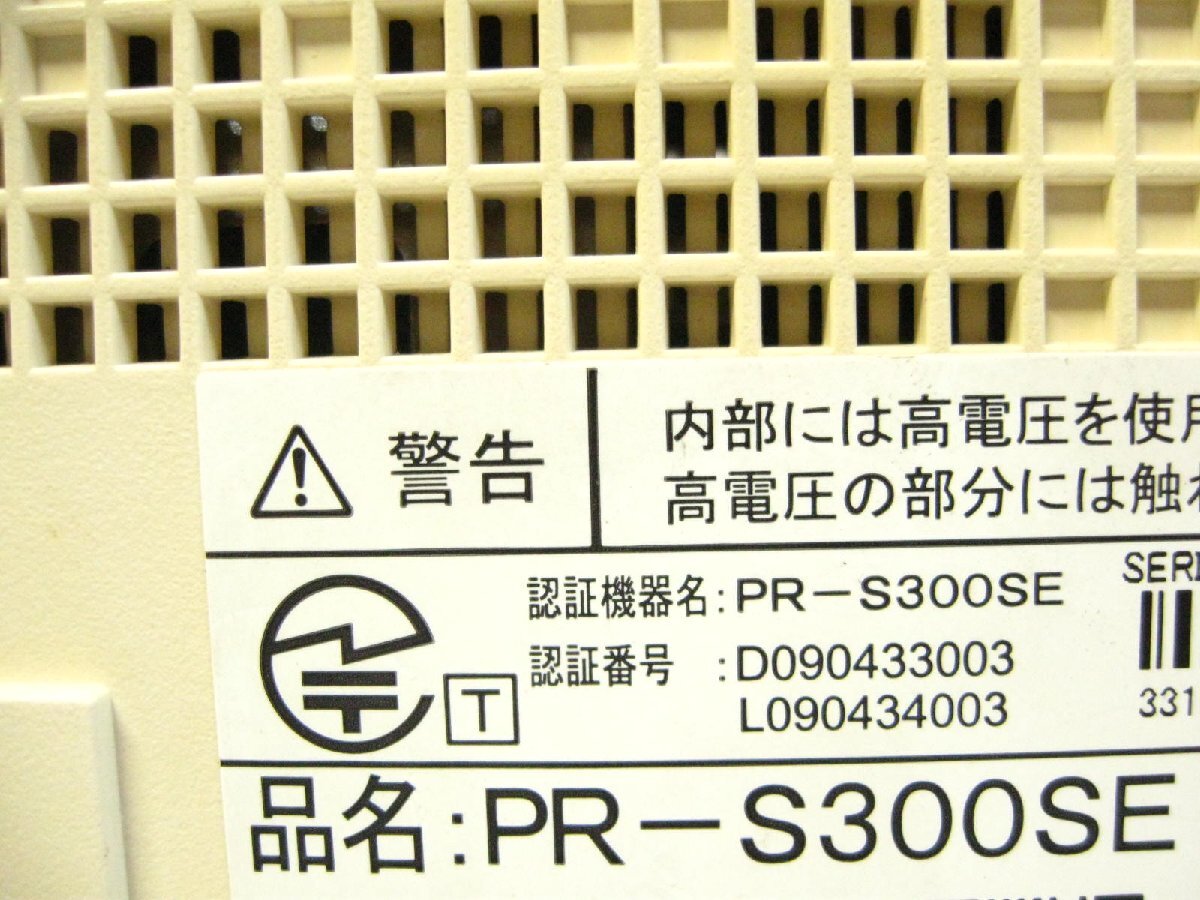 警告
内部には高電圧を使用
高電圧の部分には触れ
認証機器名:PR-S300SE
認証番号 :D090433003
L090434003
T
SERI
331
品名:PR-S300SE